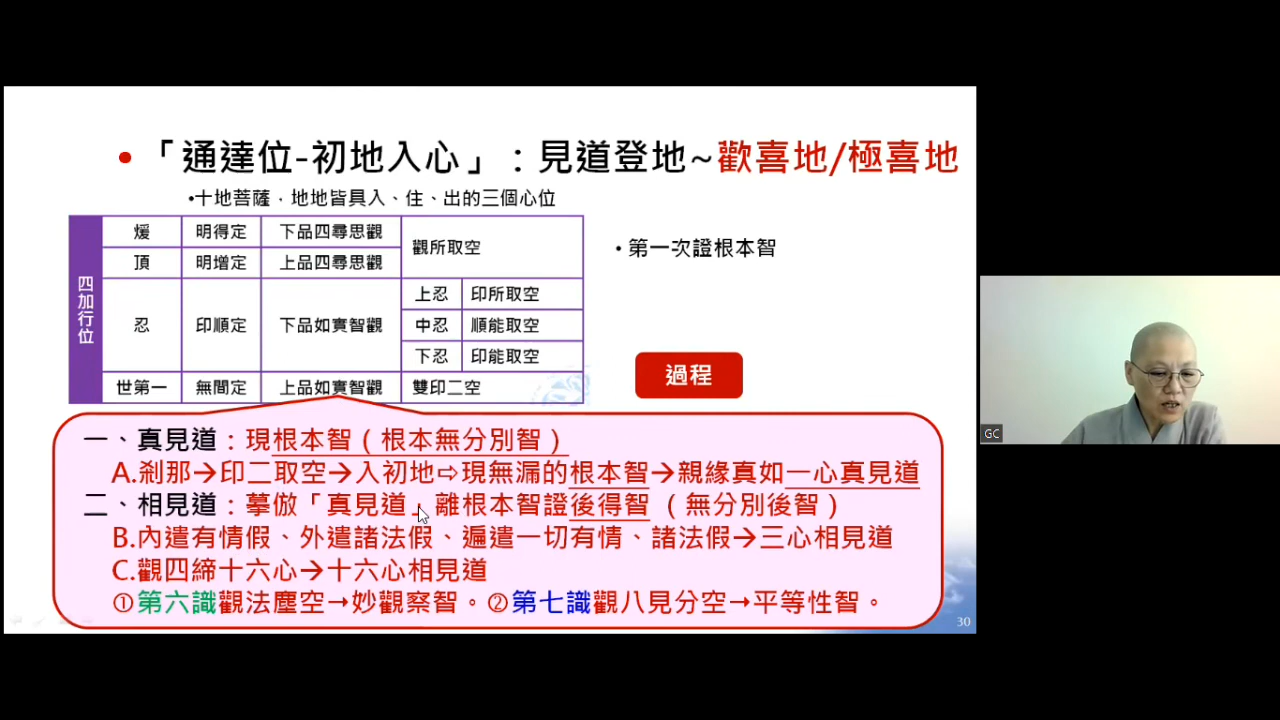 •「通達位-初地入心」：見道登地~歡喜地/極喜地
•十地菩薩，地地皆具入、住、出的三個心位
四加行位
煖 明得定 下品四尋思觀 觀所取空
頂 明增定 上品四尋思觀
忍 印順定 下品如實智觀
上忍 印所取空
中忍 順能取空
下忍 印能取空
世第一 無間定 上品如實智觀 雙印二空
•第一次證根本智
過程
一、真見道：現根本智（根本無分別智）
A.剎那→印二取空→入初地⇨現無漏的根本智→親緣真如一心真見道
二、相見道：摹倣「真見道」離根本智證後得智（無分別後智）
B.內遣有情假、外遣諸法假、遍遣一切有情、諸法假→三心相見道
C.觀四締十六心→十六心相見道
①第六識觀法塵空→妙觀察智。②第七識觀八見分空→平等性智。
30
GC